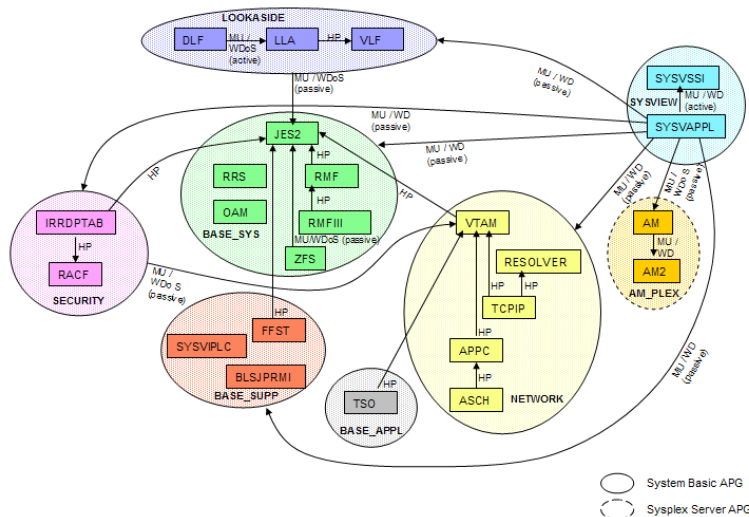 LOOKASIDE
DLF
MU /
WDoS
(active)
LLA
HP
VLF
MU / WDoS
(passive)
MU / WD
(passive)
SYSVSSI
MU / WD
(active)
SYSVIEW
SYSVAPPL
MU / WD
(passive)
MU / WD
(passive)
JES2
HP
RRS
RMF
HP
OAM
RMFIII
BASE_SYS
MU/WDoS (passive)
ZFS
HP
HP
IRRDPTAB
HP
RACF
SECURITY
MU /
WDo S
(passive)
MU / WD
(passive)
MU /
WDo S
(passive)
VTAM
RESOLVER
HP
TCPIP
HP
APPC
HP
ASCH
NETWORK
AM
MU /
WD
AM2
AM_PLEX
MU / WD
(passive)
HP
FFST
SYSVIPLC
BLSJPRMI
BASE_SUPP
HP
TSO
BASE_APPL
System Basic APG
Sysplex Server APG